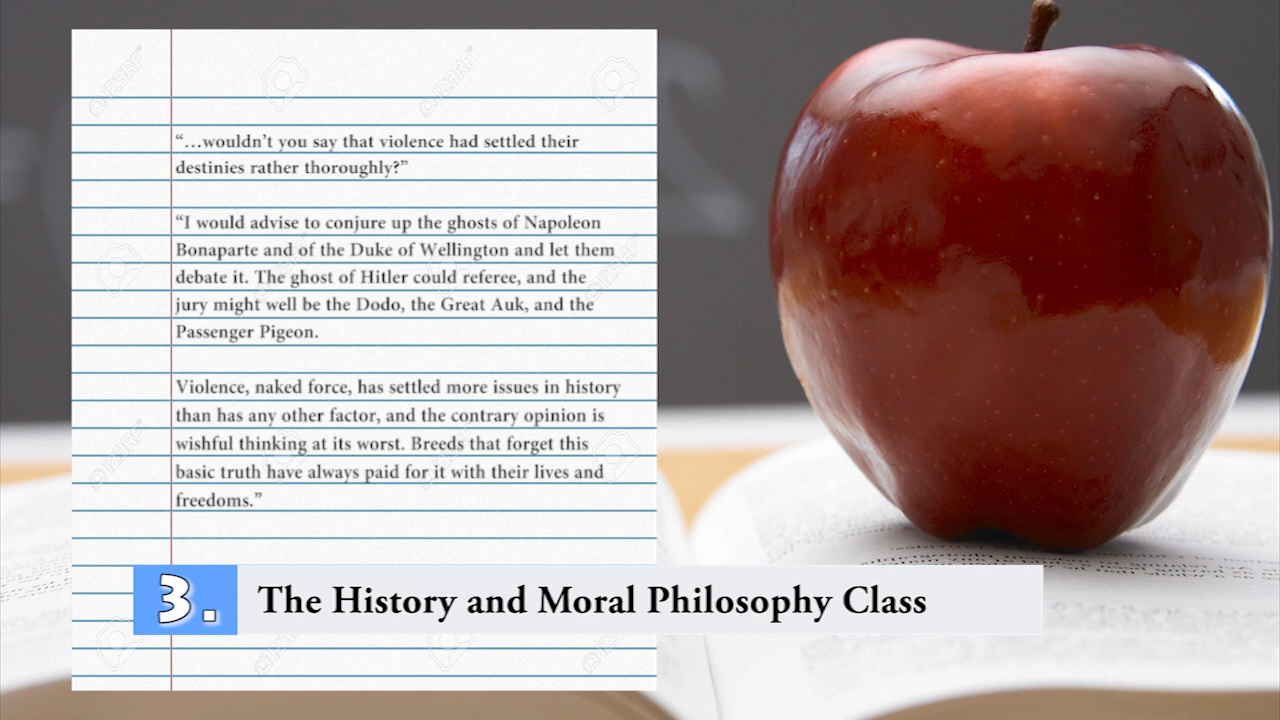 “…wouldn’t you say that violence had settled their
destinies rather thoroughly?”
“I would advise to conjure up the ghosts of Napoleon
Bonaparte and of the Duke of Wellington and let them
debate it. The ghost of Hitler could referee, and the
jury might well be the Dodo, the Great Auk, and the
Passenger Pigeon.
Violence, naked force, has settled more issues in history
than has any other factor, and the contrary opinion is
wishful thinking at its worst. Breeds that forget this
basic truth have always paid for it with their lives and
freedoms.”
3. The History and Moral Philosophy Class